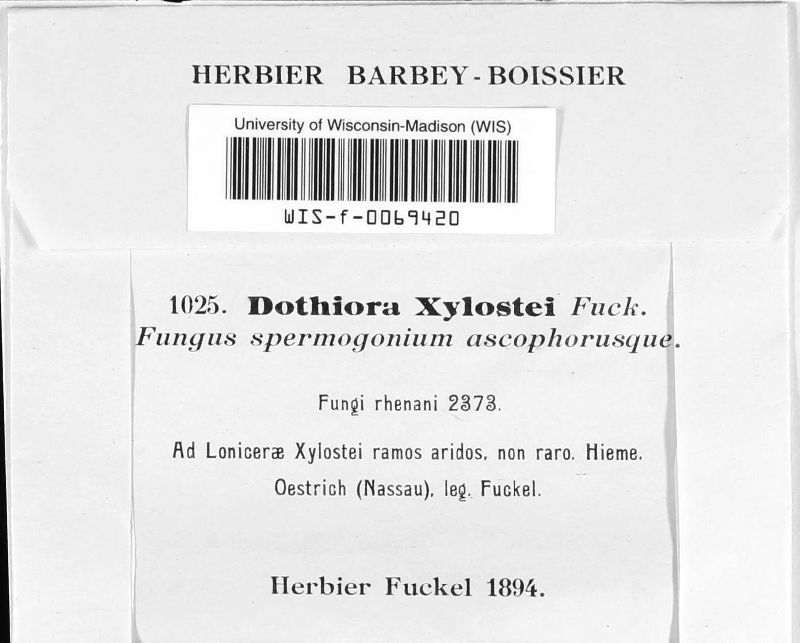 HERBIER BARBEY-BOISSIER
University of Wisconsin-Madison (WIS)
WIS-f-0069420
1025. Dothiora Xylostei Fuck.
Fungus spermogonium ascophorusque.
Fungi rhenani 2373.
Ad Loniceræ Xylostei ramos aridos, non raro. Hieme.
Oestrich (Nassau), leg. Fuckel.
Herbier Fuckel 1894.